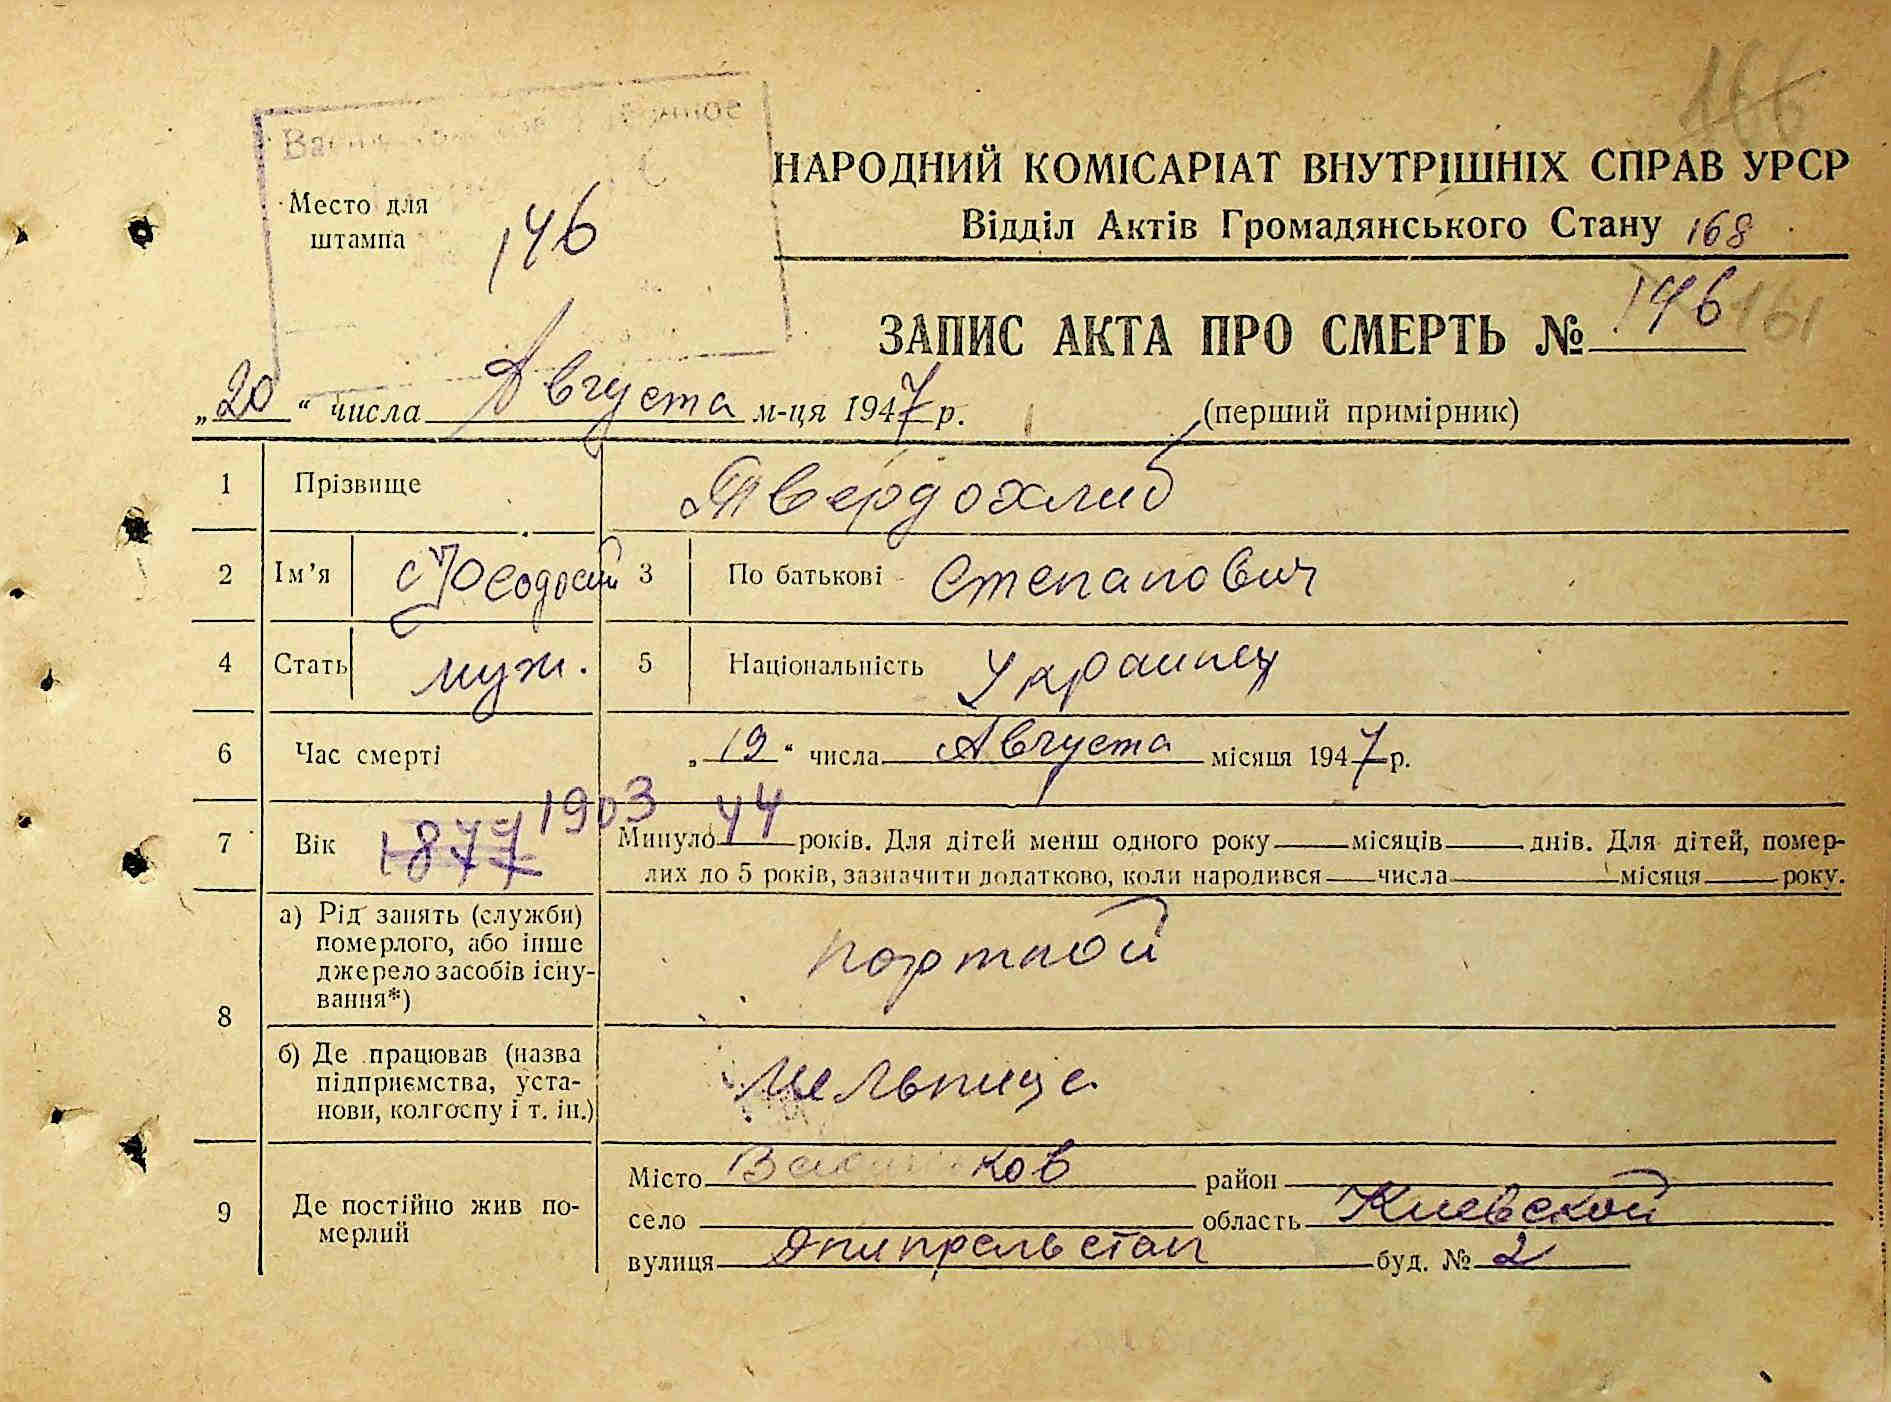 166
НАРОДНИЙ КОМІСАРІАТ ВНУТРІШНІХ СПРАВ УРСР
Відділ Актів Громадянського Стану 168
Место для
штампа
146
ЗАПИС АКТА ПРО СМЕРТЬ № 146 161
„20“ числа Августа м-ця 1947 р. (перший примірник)
1 Прізвище Твердохлиб
2 Ім’я Феодосий 3 По батькові Степанович
4 Стать муж. 5 Національність Украинец
6 Час смерті „19“ числа Августа місяця 1947 р.
7 Вік 1877 1903 Минуло 44 років. Для дітей менш одного року місяців днів. Для дітей, помер-
лих до 5 років, зазначити додатково, коли народився числа місяця року.
8 а) Рід занять (служби)
померлого, або інше
джерело засобів існу-
вання*)
портной
б) Де працював (назва
підприємства, уста-
нови, колгоспу і т. ін.)
9 Де постійно жив по-
мерлий
Місто Васильков район
село область Киевской
вулиця буд. № 2